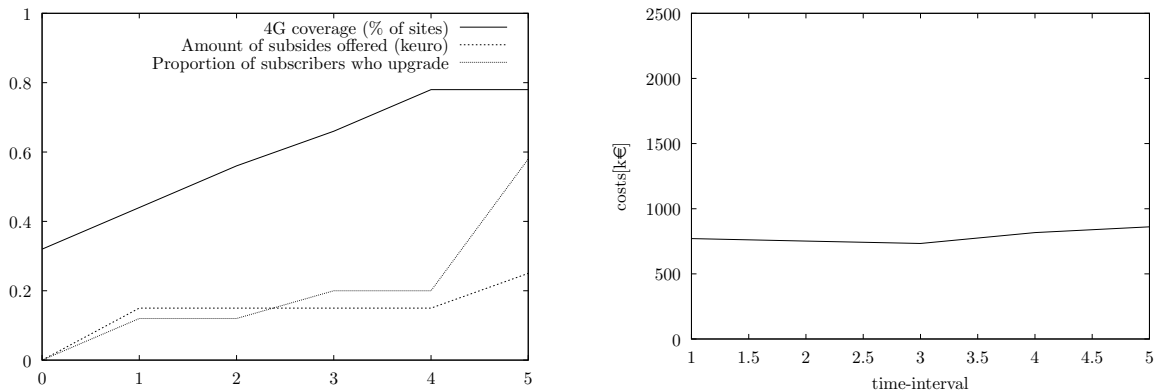 1
0.8
0.6
0.4
0.2
0
0 1 2 3 4 5
4G coverage (% of sites)
Amount of subsides offered (keuro)
Proportion of subscribers who upgrade
2500
2000
1500
1000
500
0
costs[k€]
1 1.5 2 2.5 3 3.5 4 4.5 5
time-interval